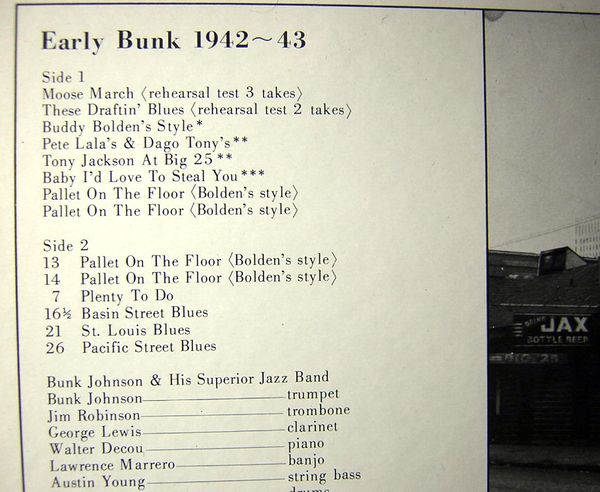 Early Bunk 1942~43
Side 1
Moose March 〈rehearsal test 3 takes〉
These Draftin' Blues 〈rehearsal test 2 takes〉
Buddy Bolden's Style*
Pete Lala's & Dago Tony's**
Tony Jackson At Big 25**
Baby I'd Love To Steal You***
Pallet On The Floor 〈Bolden's style〉
Pallet On The Floor 〈Bolden's style〉
Side 2
13 Pallet On The Floor 〈Bolden's style〉
14 Pallet On The Floor 〈Bolden's style〉
7 Plenty To Do
16½ Basin Street Blues
21 St. Louis Blues
26 Pacific Street Blues
Bunk Johnson & His Superior Jazz Band
Bunk Johnson—trumpet
Jim Robinson—trombone
George Lewis—clarinet
Walter Decou—piano
Lawrence Marrero—banjo
Austin Young—string bass
drums
DRINK JAX
BOTTLE BEER
BIG 25